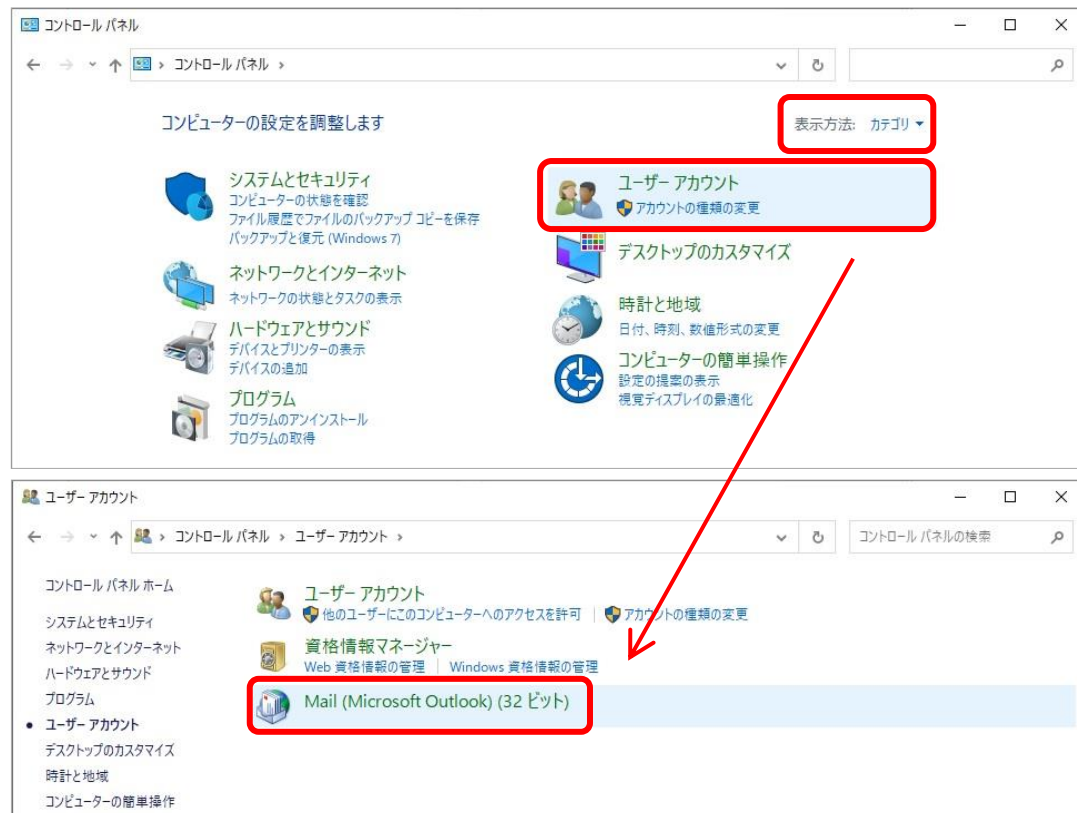 コントロール パネル
コントロール パネル
コンピューターの設定を調整します
表示方法: カテゴリ
システムとセキュリティ
コンピューターの状態を確認
ファイル履歴でファイルのバックアップ コピーを保存
バックアップと復元 (Windows 7)
ネットワークとインターネット
ネットワークの状態とタスクの表示
ハードウェアとサウンド
デバイスとプリンターの表示
デバイスの追加
プログラム
プログラムのアンインストール
プログラムの取得
ユーザー アカウント
アカウントの種類の変更
デスクトップのカスタマイズ
時計と地域
日付、時刻、数値形式の変更
コンピューターの簡単操作
設定の提案の表示
視覚ディスプレイの最適化
ユーザー アカウント
コントロール パネル › ユーザー アカウント ›
コントロール パネルの検索
コントロール パネル ホーム
システムとセキュリティ
ネットワークとインターネット
ハードウェアとサウンド
プログラム
ユーザー アカウント
デスクトップのカスタマイズ
時計と地域
コンピューターの簡単操作
ユーザー アカウント
他のユーザーにこのコンピューターへのアクセスを許可 | アカウントの種類の変更
資格情報マネージャー
Web 資格情報の管理 | Windows 資格情報の管理
Mail (Microsoft Outlook) (32 ビット)